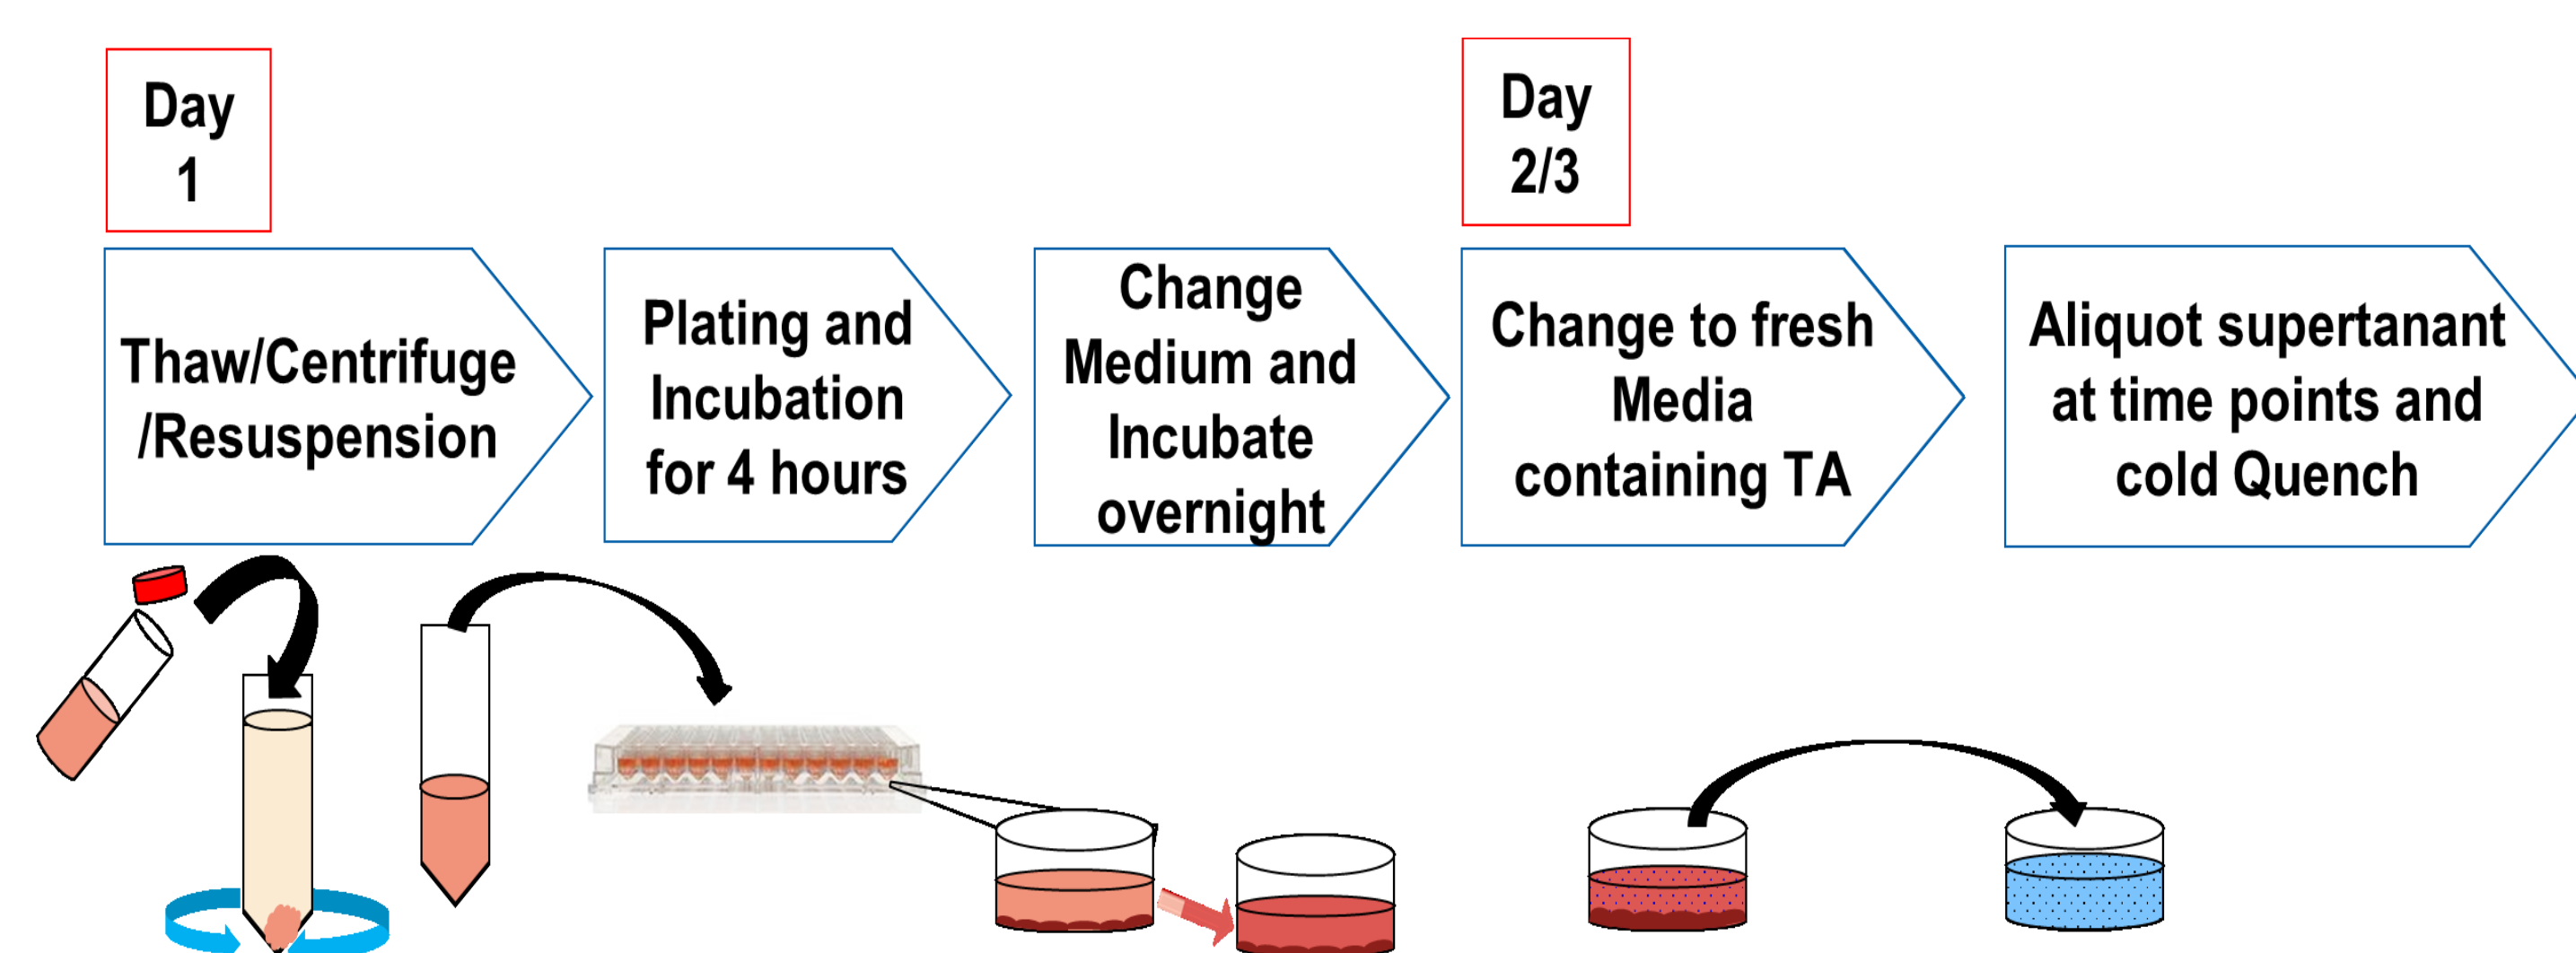 Day
1
Day
2/3
Thaw/Centrifuge
/Resuspension
Plating and
Incubation
for 4 hours
Change
Medium and
Incubate
overnight
Change to fresh
Media
containing TA
Aliquot supertanant
at time points and
cold Quench